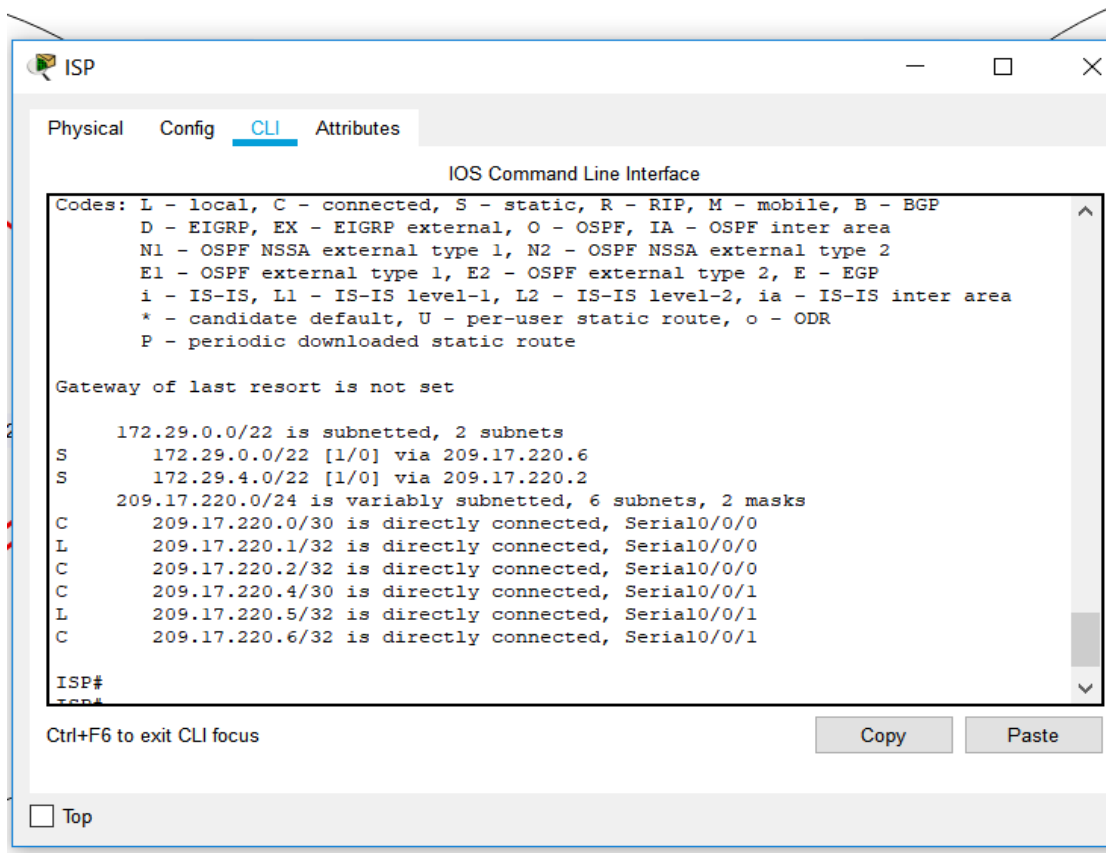 ISP
Physical Config CLI Attributes
IOS Command Line Interface
Codes: L - local, C - connected, S - static, R - RIP, M - mobile, B - BGP
D - EIGRP, EX - EIGRP external, O - OSPF, IA - OSPF inter area
N1 - OSPF NSSA external type 1, N2 - OSPF NSSA external type 2
E1 - OSPF external type 1, E2 - OSPF external type 2, E - EGP
i - IS-IS, L1 - IS-IS level-1, L2 - IS-IS level-2, ia - IS-IS inter area
* - candidate default, U - per-user static route, o - ODR
P - periodic downloaded static route
Gateway of last resort is not set
172.29.0.0/22 is subnetted, 2 subnets
S 172.29.0.0/22 [1/0] via 209.17.220.6
S 172.29.4.0/22 [1/0] via 209.17.220.2
209.17.220.0/24 is variably subnetted, 6 subnets, 2 masks
C 209.17.220.0/30 is directly connected, Serial0/0/0
L 209.17.220.1/32 is directly connected, Serial0/0/0
C 209.17.220.2/32 is directly connected, Serial0/0/0
C 209.17.220.4/30 is directly connected, Serial0/0/1
L 209.17.220.5/32 is directly connected, Serial0/0/1
C 209.17.220.6/32 is directly connected, Serial0/0/1
ISP#
ISP#
Ctrl+F6 to exit CLI focus
Copy Paste
Top